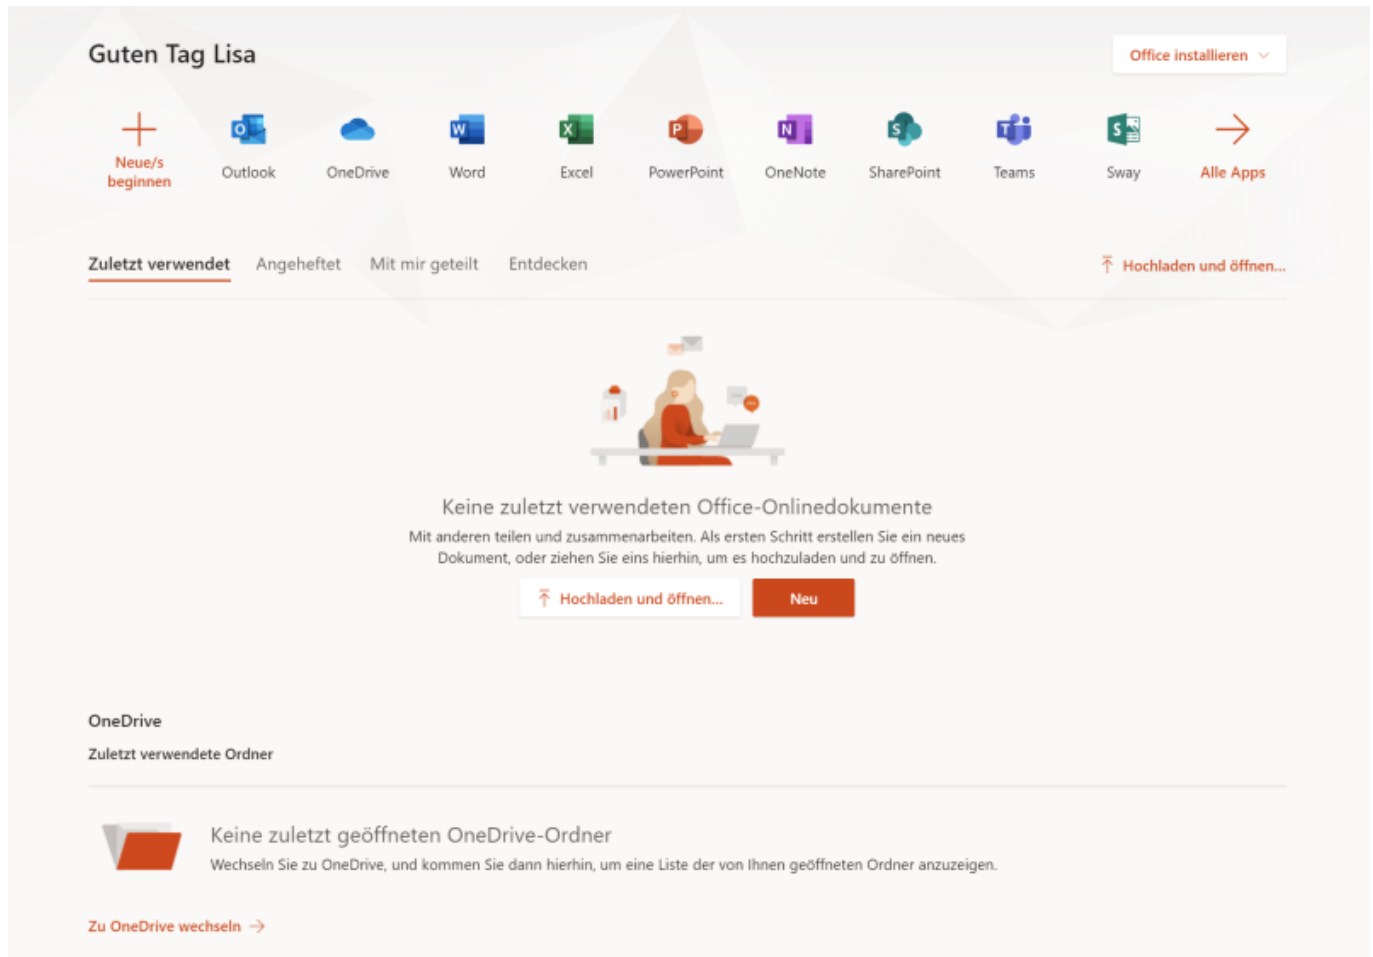 Guten Tag Lisa
Office installieren
Neue/s
beginnen
Outlook
OneDrive
Word
Excel
PowerPoint
OneNote
SharePoint
Teams
Sway
Alle Apps
Zuletzt verwendet
Angeheftet
Mit mir geteilt
Entdecken
Hochladen und öffnen...
Keine zuletzt verwendeten Office-Onlinedokumente
Mit anderen teilen und zusammenarbeiten. Als ersten Schritt erstellen Sie ein neues
Dokument, oder ziehen Sie eins hierhin, um es hochzuladen und zu öffnen.
Hochladen und öffnen...
Neu
OneDrive
Zuletzt verwendete Ordner
Keine zuletzt geöffneten OneDrive-Ordner
Wechseln Sie zu OneDrive, und kommen Sie dann hierhin, um eine Liste der von Ihnen geöffneten Ordner anzuzeigen.
Zu OneDrive wechseln